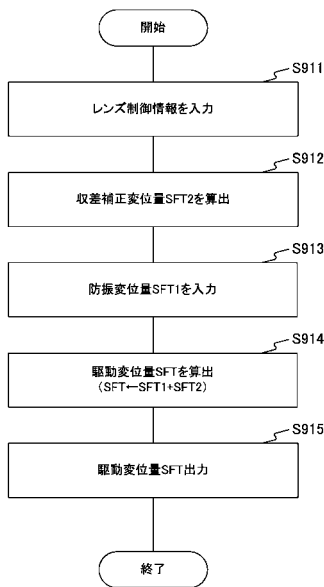 開始
S911
レンズ制御情報を入力
S912
収差補正変位量SFT2を算出
S913
防振変位量SFT1を入力
S914
駆動変位量SFTを算出
(SFT←SFT1+SFT2)
S915
駆動変位量SFT出力
終了